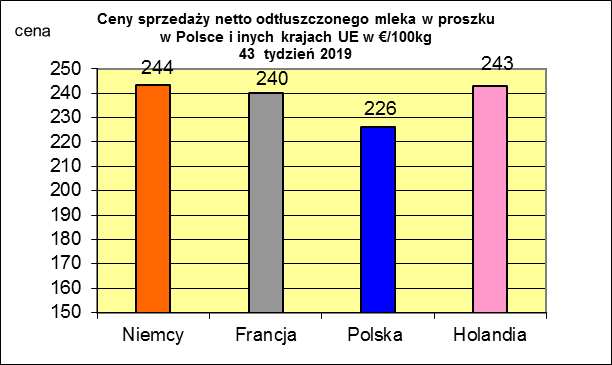 Ceny sprzedaży netto odtłuszczonego mleka w proszku
w Polsce i inych krajach UE w €/100kg
43 tydzień 2019
cena
250
240
230
220
210
200
190
180
170
160
150
244
240
226
243
Niemcy
Francja
Polska
Holandia